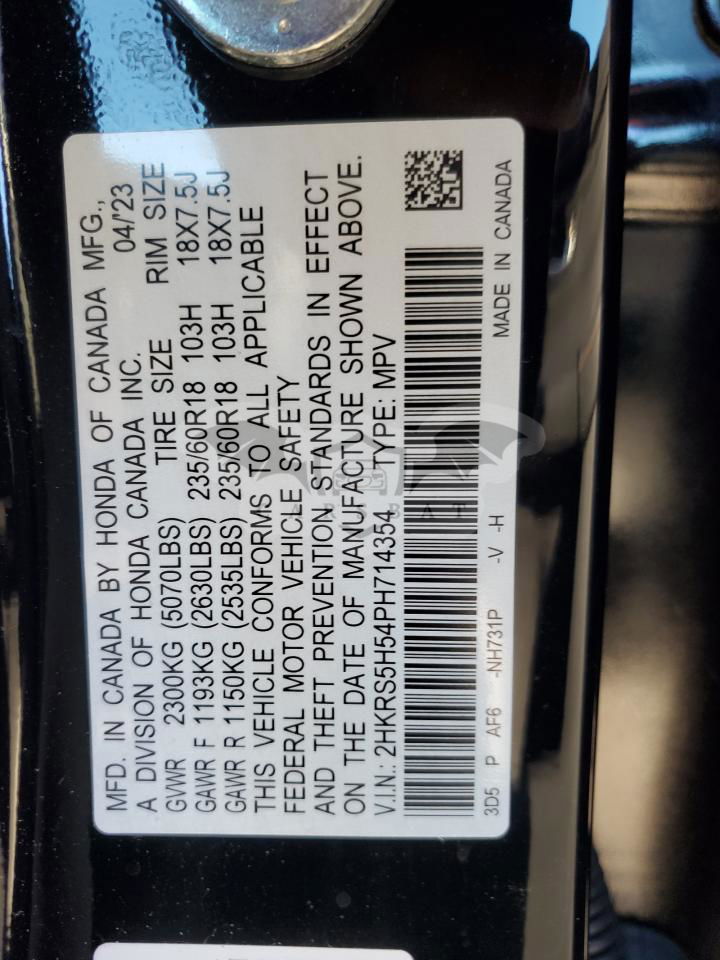 MFD. IN CANADA BY HONDA OF CANADA MFG.,
A DIVISION OF HONDA CANADA INC. 04/'23
GVWR 2300KG (5070LBS) TIRE SIZE RIM SIZE
GAWR F 1193KG (2630LBS) 235/60R18 103H 18X7.5J
GAWR R 1150KG (2535LBS) 235/60R18 103H 18X7.5J
THIS VEHICLE CONFORMS TO ALL APPLICABLE
FEDERAL MOTOR VEHICLE SAFETY
AND THEFT PREVENTION STANDARDS IN EFFECT
ON THE DATE OF MANUFACTURE SHOWN ABOVE.
V.I.N.: 2HKRS5H54PH714354 TYPE: MPV
3D5 P AF6 -NH731P -V -H MADE IN CANADA